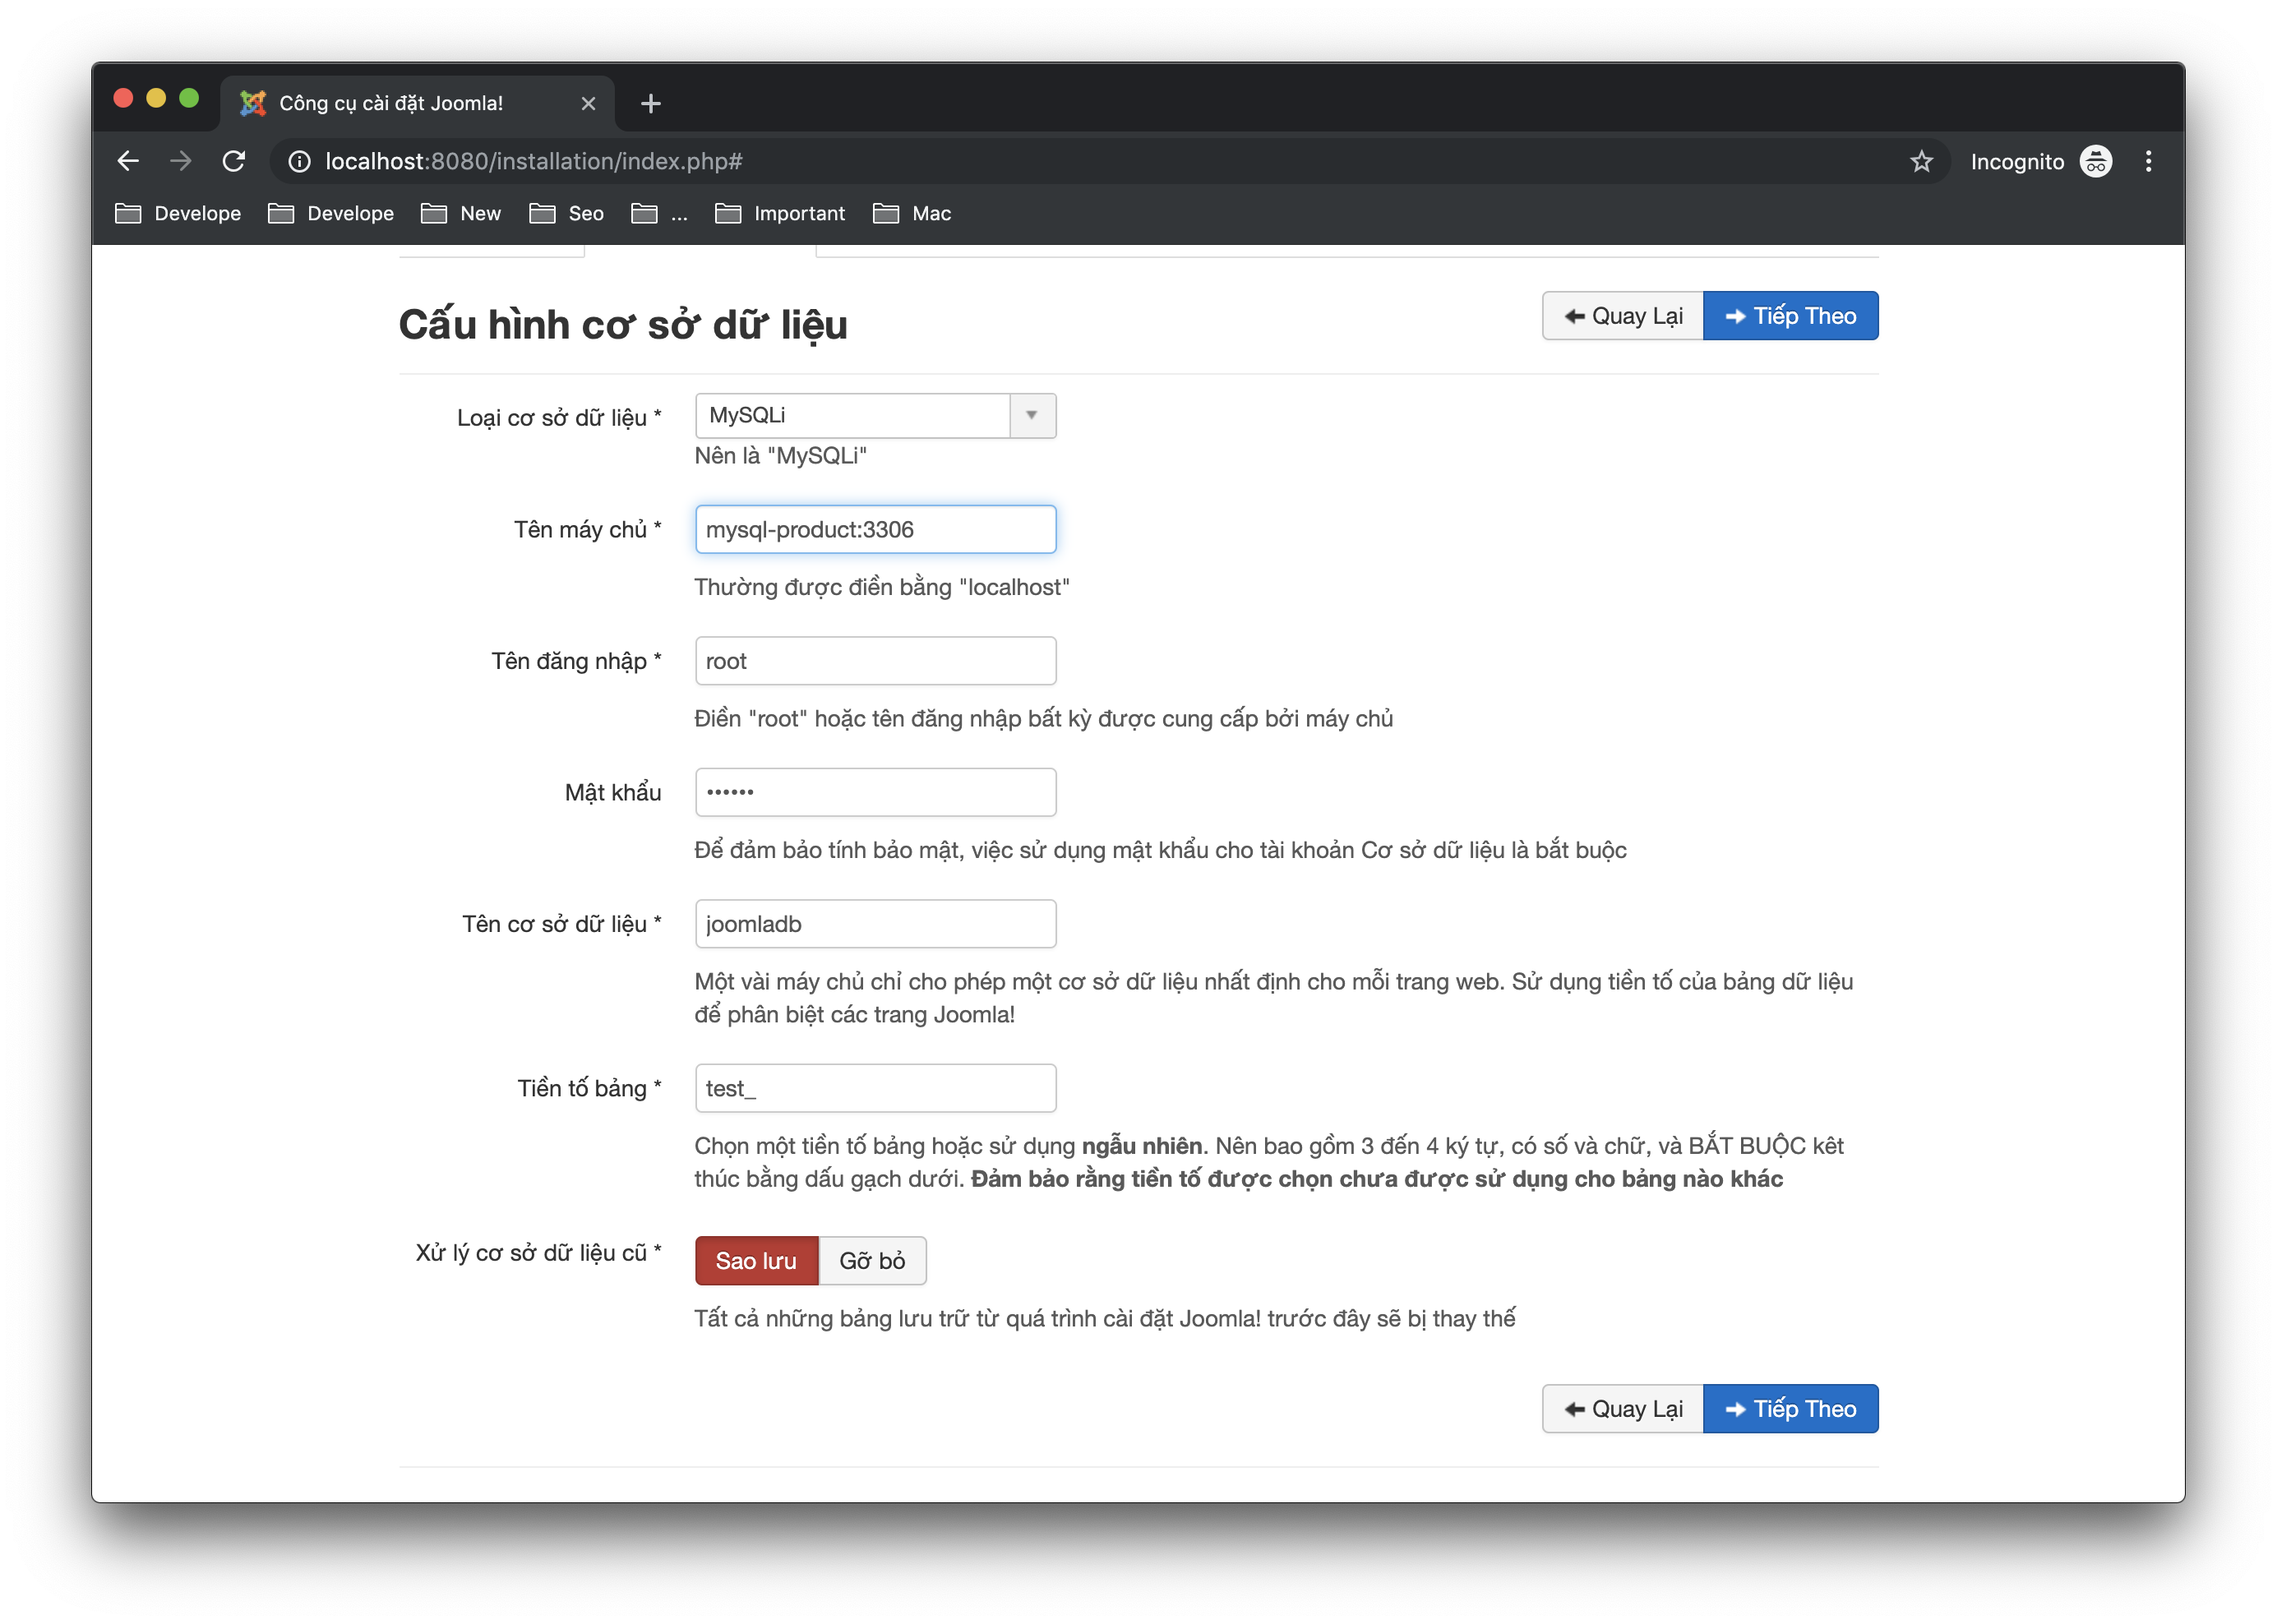 Công cụ cài đặt Joomla!
localhost:8080/installation/index.php#
Incognito
Develope Develope New Seo ... Important Mac
Cấu hình cơ sở dữ liệu
Quay Lại Tiếp Theo
Loại cơ sở dữ liệu * MySQLi
Nên là "MySQLi"
Tên máy chủ * mysql-product:3306
Thường được điền bằng "localhost"
Tên đăng nhập * root
Điền "root" hoặc tên đăng nhập bất kỳ được cung cấp bởi máy chủ
Mật khẩu ••••••
Để đảm bảo tính bảo mật, việc sử dụng mật khẩu cho tài khoản Cơ sở dữ liệu là bắt buộc
Tên cơ sở dữ liệu * joomladb
Một vài máy chủ chỉ cho phép một cơ sở dữ liệu nhất định cho mỗi trang web. Sử dụng tiền tố của bảng dữ liệu
để phân biệt các trang Joomla!
Tiền tố bảng * test_
Chọn một tiền tố bảng hoặc sử dụng ngẫu nhiên. Nên bao gồm 3 đến 4 ký tự, có số và chữ, và BẮT BUỘC kêt
thúc bằng dấu gạch dưới. Đảm bảo rằng tiền tố được chọn chưa được sử dụng cho bảng nào khác
Xử lý cơ sở dữ liệu cũ * Sao lưu Gỡ bỏ
Tất cả những bảng lưu trữ từ quá trình cài đặt Joomla! trước đây sẽ bị thay thế
Quay Lại Tiếp Theo